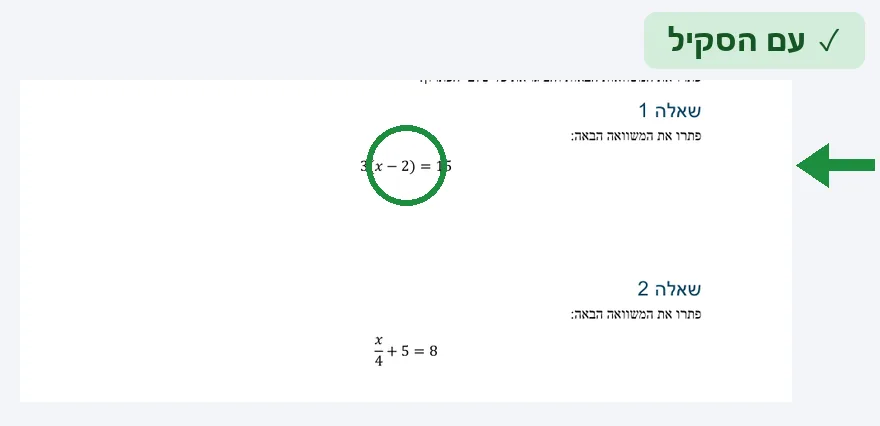 ✓ עם הסקיל
שאלה 1
פתרו את המשוואה הבאה:
3(x − 2) = 15
שאלה 2
פתרו את המשוואה הבאה:
x/4 + 5 = 8